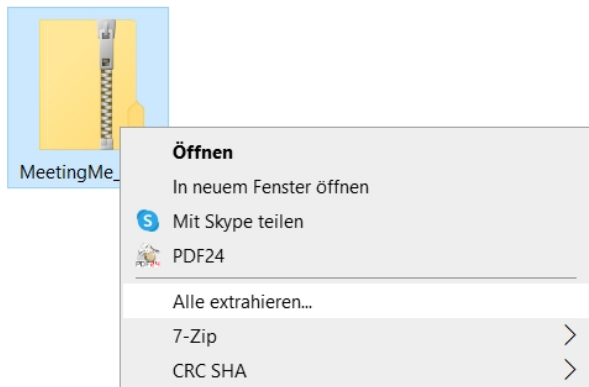 MeetingMe_
Öffnen
In neuem Fenster öffnen
Mit Skype teilen
PDF24
Alle extrahieren...
7-Zip
CRC SHA